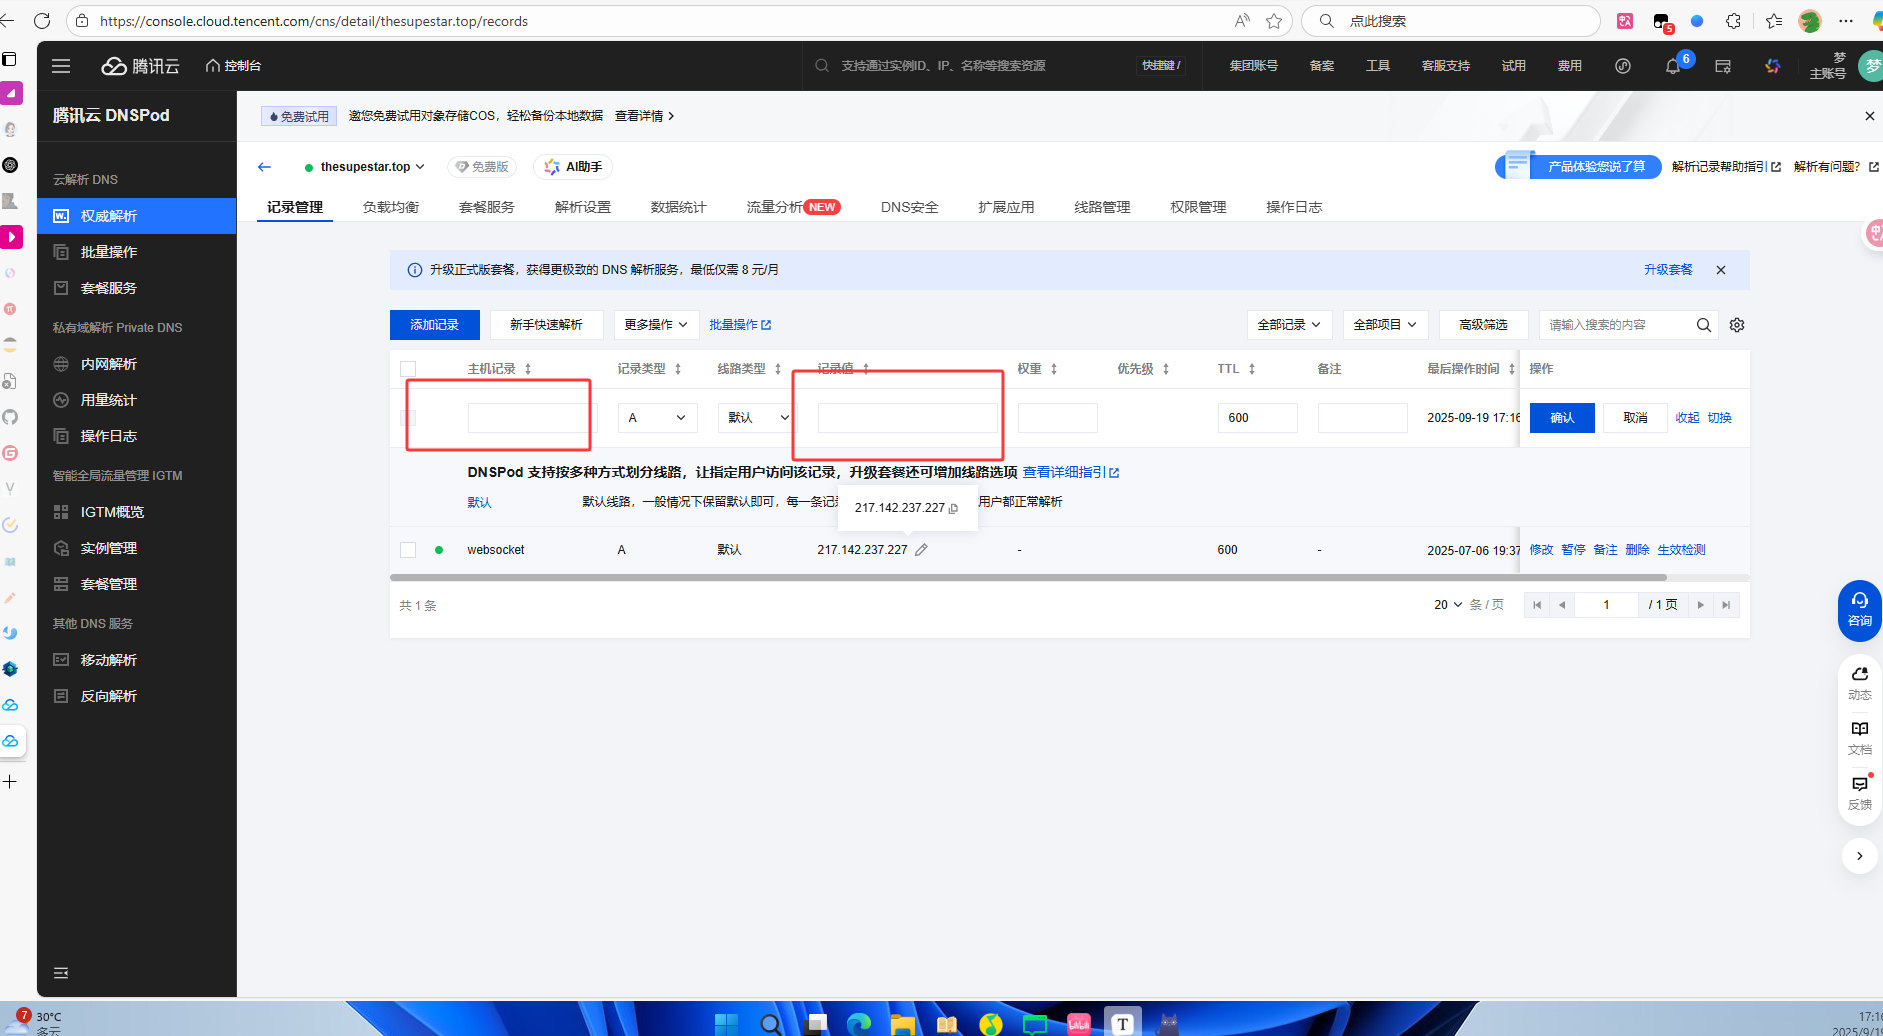 https://console.cloud.tencent.com/cns/detail/thesupestar.top/records
点此搜索
5
腾讯云
控制台
支持通过实例ID、IP、名称等搜索资源
快捷键 /
集团账号
备案
工具
客服支持
试用
费用
6
梦
主账号
梦
腾讯云 DNSPod
云解析 DNS
权威解析
批量操作
套餐服务
私有域解析 Private DNS
内网解析
用量统计
操作日志
智能全局流量管理 IGTM
IGTM概览
实例管理
套餐管理
其他 DNS 服务
移动解析
反向解析
免费试用
邀您免费试用对象存储COS，轻松备份本地数据
查看详情
thesupestar.top
免费版
AI助手
产品体验您说了算
解析记录帮助指引
解析有问题?
记录管理
负载均衡
套餐服务
解析设置
数据统计
流量分析 NEW
DNS安全
扩展应用
线路管理
权限管理
操作日志
升级正式版套餐，获得更极致的 DNS 解析服务，最低仅需 8 元/月
升级套餐
添加记录
新手快速解析
更多操作
批量操作
全部记录
全部项目
高级筛选
请输入搜索的内容
主机记录
记录类型
线路类型
记录值
权重
优先级
TTL
备注
最后操作时间
操作
A
默认
600
2025-09-19 17:16
确认
取消
收起
切换
DNSPod 支持按多种方式划分线路，让指定用户访问该记录，升级套餐还可增加线路选项 查看详细指引
默认
默认线路，一般情况下保留默认即可，每一条记
用户都正常解析
217.142.237.227
websocket
A
默认
217.142.237.227
-
600
-
2025-07-06 19:37
修改
暂停
备注
删除
生效检测
共 1 条
20
条 / 页
1
/ 1 页
咨询
动态
文档
反馈
7
30°C
多云
17:16
2025/9/19